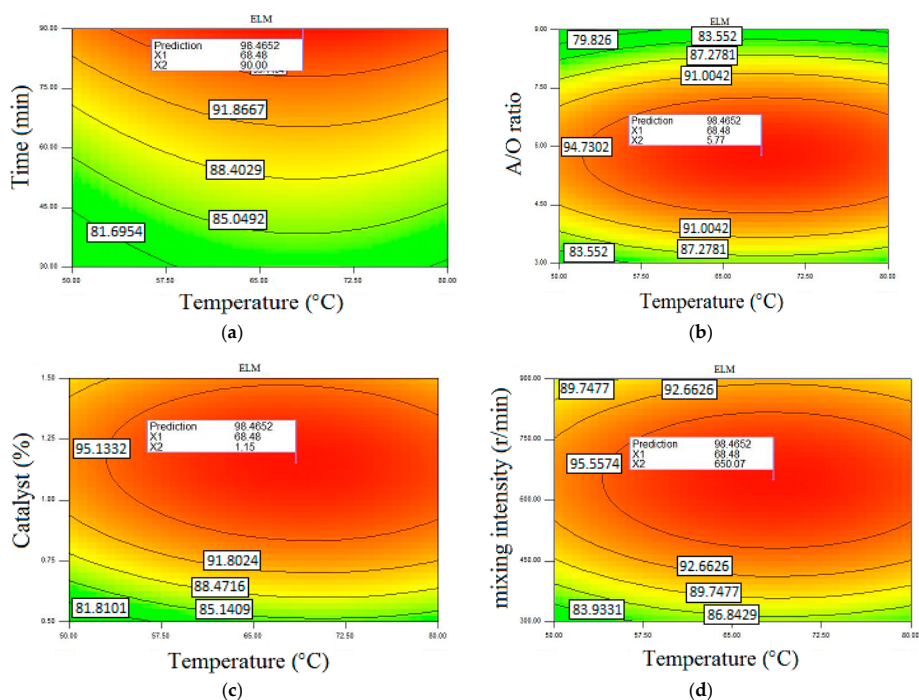 ELM
90.00
Prediction 98.4652
X1 68.48
X2 90.00
91.8667
75.00
Time (min)
60.00
88.4029
85.0492
45.00
81.6954
30.00
50.00 57.50 65.00 72.50 80.00
Temperature (°C)
(a)
ELM
9.00
79.826
83.552
87.2781
91.0042
7.50
A/O ratio
Prediction 98.4652
X1 68.48
X2 5.77
6.00
94.7302
4.50
91.0042
83.552
87.2781
3.00
50.00 57.50 65.00 72.50 80.00
Temperature (°C)
(b)
ELM
1.50
Prediction 98.4652
X1 68.48
X2 1.15
1.25
95.1332
Catalyst (%)
1.00
0.75
91.8024
88.4716
81.8101
85.1409
0.50
50.00 57.50 65.00 72.50 80.00
Temperature (°C)
(c)
ELM
900.00
89.7477
92.6626
750.00
mixing intensity (r/min)
Prediction 98.4652
X1 68.48
X2 650.07
95.5574
600.00
450.00
92.6626
89.7477
83.9331
86.8429
300.00
50.00 57.50 65.00 72.50 80.00
Temperature (°C)
(d)